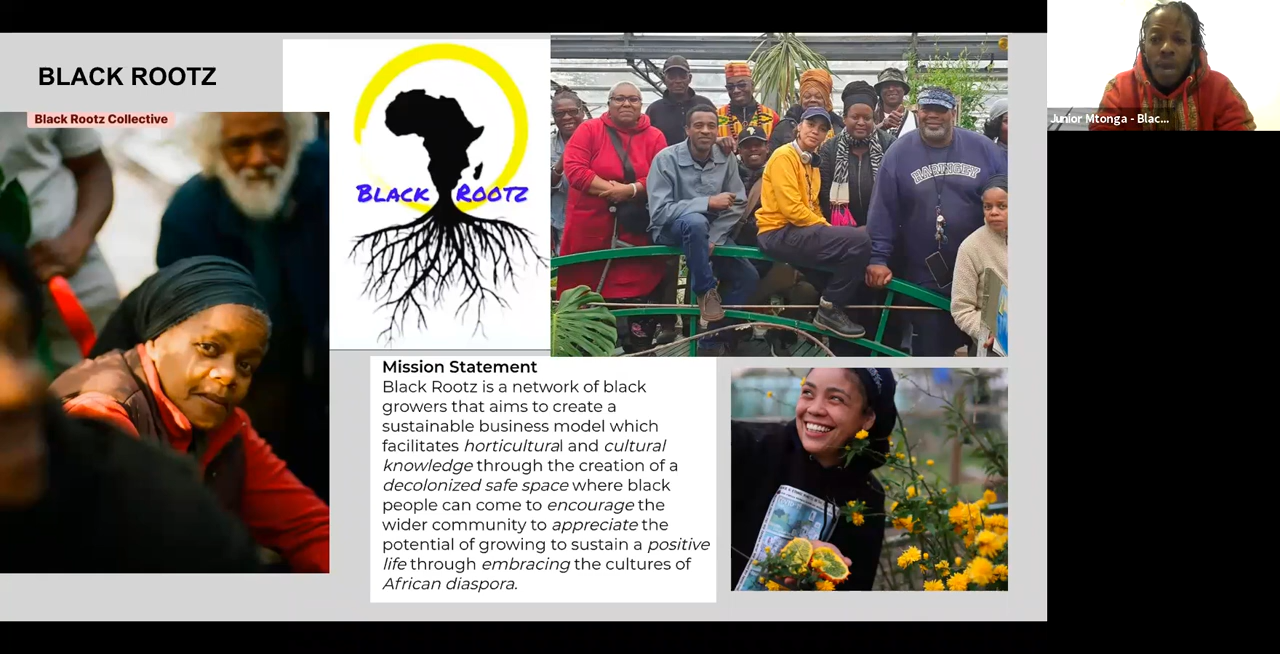 BLACK ROOTZ
Black Rootz Collective
BLACK ROOTZ
HARINGEY
Mission Statement
Black Rootz is a network of black
growers that aims to create a
sustainable business model which
facilitates horticultural and cultural
knowledge through the creation of a
decolonized safe space where black
people can come to encourage the
wider community to appreciate the
potential of growing to sustain a positive
life through embracing the cultures of
African diaspora.
Junior Mtonga - Blac...